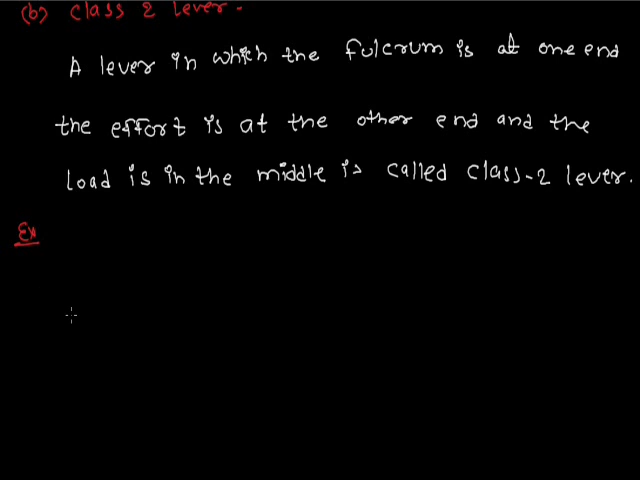 (b) Class 2 lever.
A lever in which the fulcrum is at one end
the effort is at the other end and the
load is in the middle is called class-2 lever.
Ex